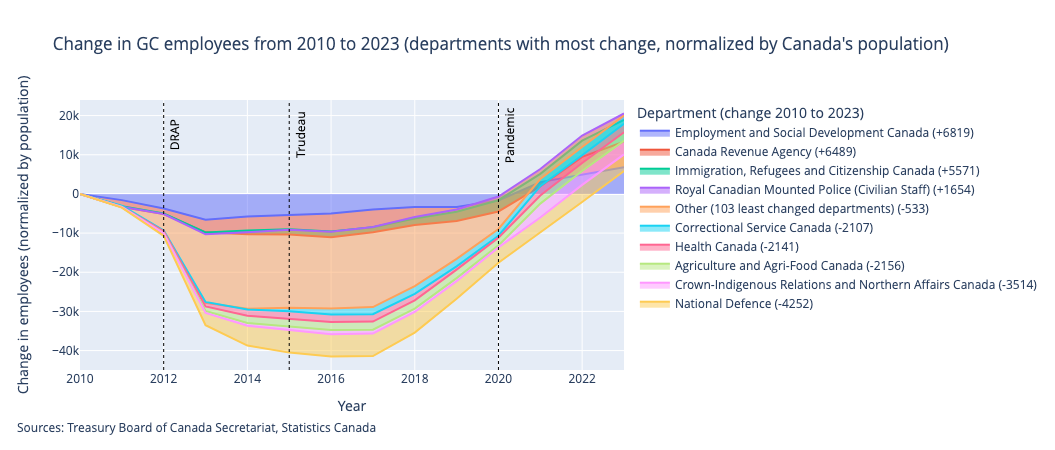 Change in GC employees from 2010 to 2023 (departments with most change, normalized by Canada's population)
Change in employees (normalized by population)
20k
10k
0
−10k
−20k
−30k
−40k
DRAP
Trudeau
Pandemic
2010
2012
2014
2016
2018
2020
2022
Year
Department (change 2010 to 2023)
Employment and Social Development Canada (+6819)
Canada Revenue Agency (+6489)
Immigration, Refugees and Citizenship Canada (+5571)
Royal Canadian Mounted Police (Civilian Staff) (+1654)
Other (103 least changed departments) (-533)
Correctional Service Canada (-2107)
Health Canada (-2141)
Agriculture and Agri-Food Canada (-2156)
Crown-Indigenous Relations and Northern Affairs Canada (-3514)
National Defence (-4252)
Sources: Treasury Board of Canada Secretariat, Statistics Canada